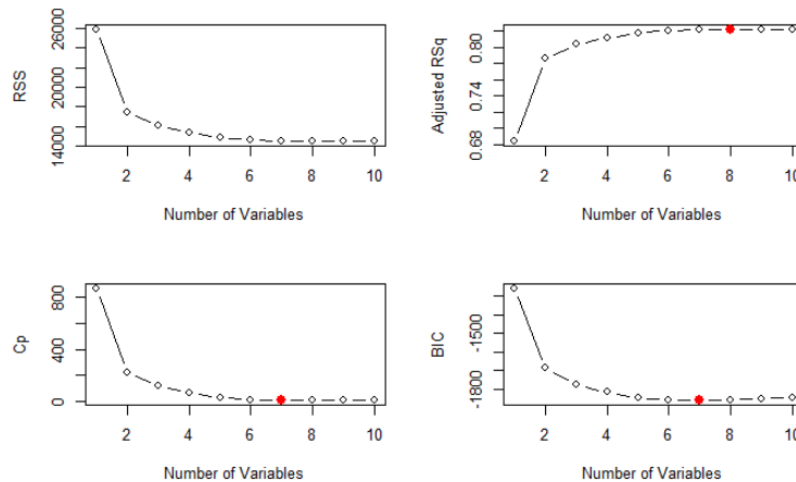 RSS
26000
20000
14000
2 4 6 8 10
Number of Variables
Adjusted RSq
0.80
0.74
0.68
2 4 6 8 10
Number of Variables
Cp
800
400
0
2 4 6 8 10
Number of Variables
BIC
-1500
-1800
2 4 6 8 10
Number of Variables